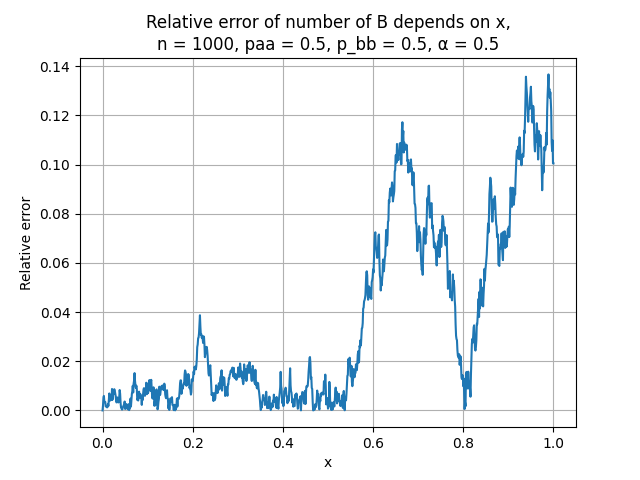 Relative error of number of B depends on x,
n = 1000, paa = 0.5, p_bb = 0.5, α = 0.5
0.14
0.12
0.10
0.08
0.06
0.04
0.02
0.00
Relative error
0.0 0.2 0.4 0.6 0.8 1.0
x